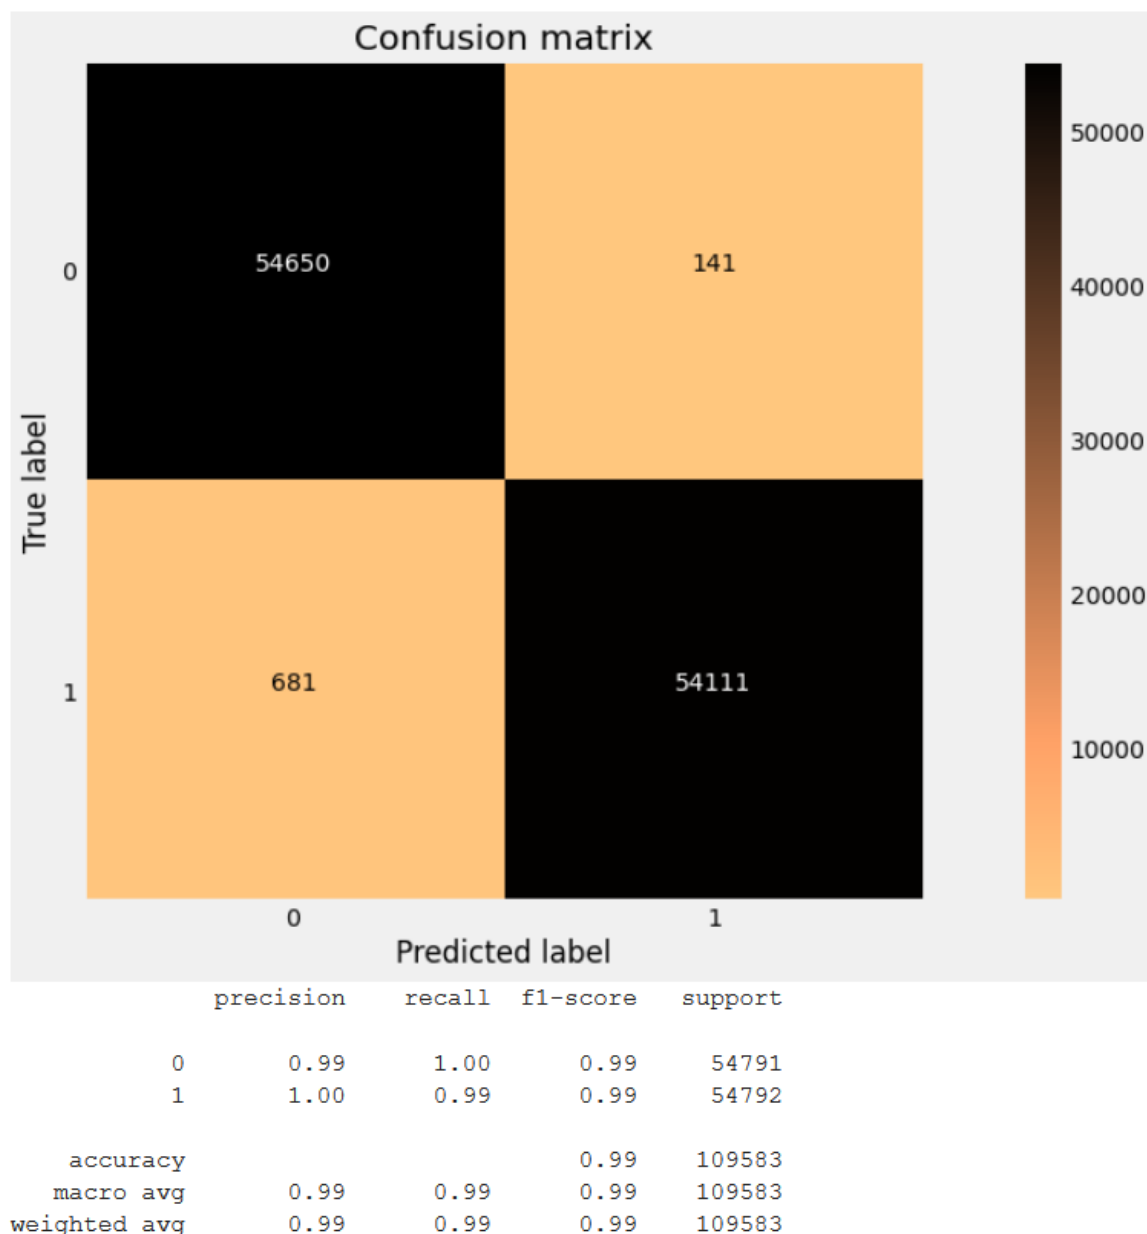 Confusion matrix
50000
54650 141
0
40000
True label
30000
20000
681 54111
1
10000
0 1
Predicted label
precision recall f1-score support
0 0.99 1.00 0.99 54791
1 1.00 0.99 0.99 54792
accuracy 0.99 109583
macro avg 0.99 0.99 0.99 109583
weighted avg 0.99 0.99 0.99 109583